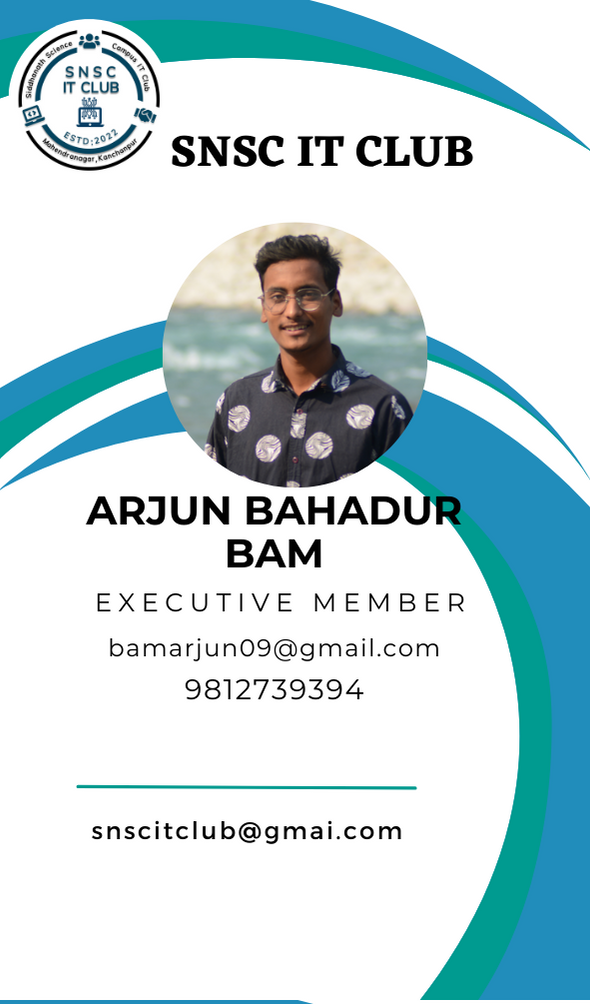 Siddhanath Science Campus IT Club
SNSC
IT CLUB
ESTD:2022
Mahendranagar, Kanchanpur
SNSC IT CLUB
ARJUN BAHADUR
BAM
EXECUTIVE MEMBER
bamarjun09@gmail.com
9812739394
snscitclub@gmai.com